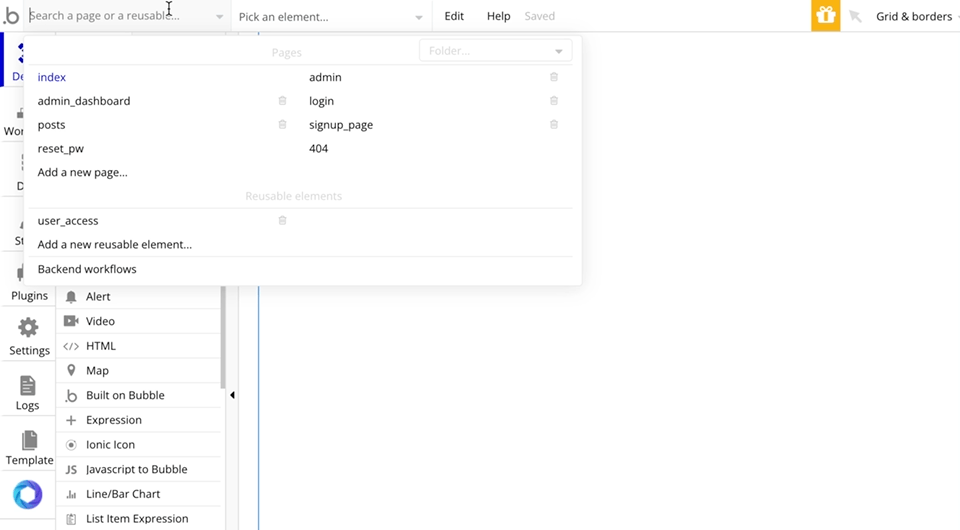 Search a page or a reusable...
Pick an element...
Edit
Help
Saved
Grid & borders
Pages
Folder...
index
admin
admin_dashboard
login
posts
signup_page
reset_pw
404
Add a new page...
Reusable elements
user_access
Add a new reusable element...
Backend workflows
Plugins
Alert
Video
Settings
HTML
Map
Logs
Built on Bubble
Expression
Template
Ionic Icon
JS Javascript to Bubble
Line/Bar Chart
List Item Expression